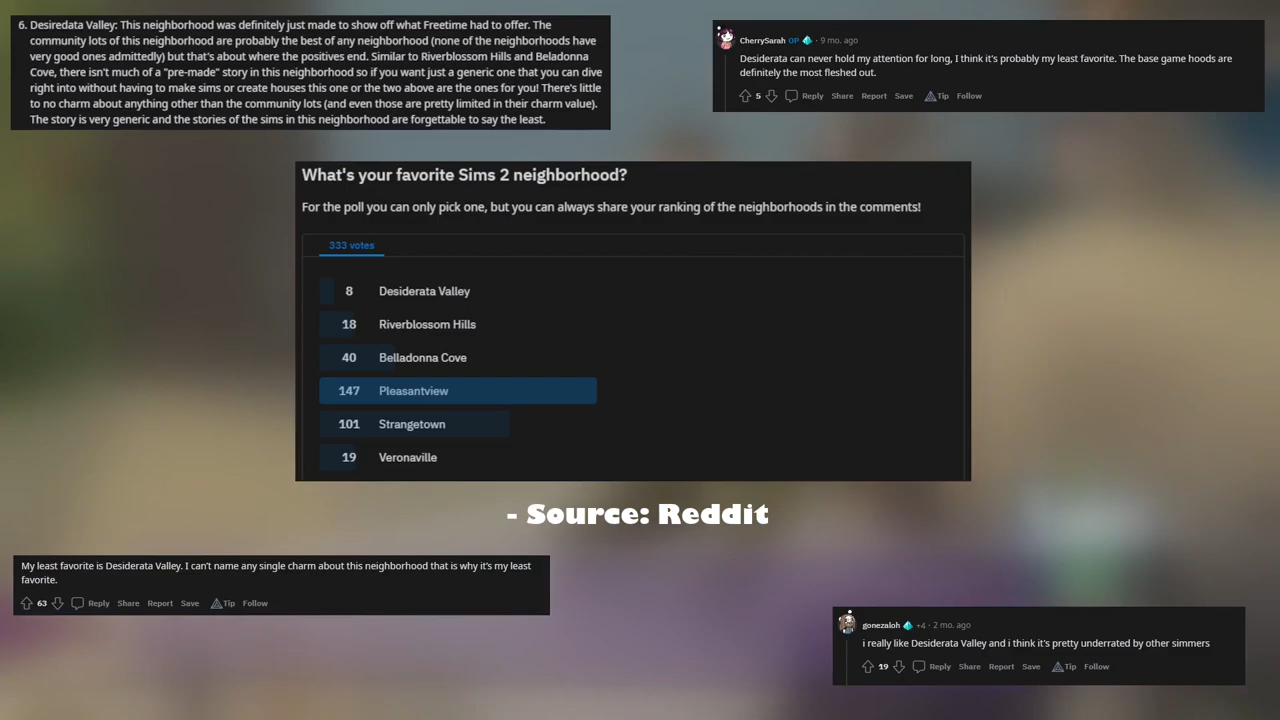 6. Desiredata Valley: This neighborhood was definitely just made to show off what Freetime had to offer. The
community lots of this neighborhood are probably the best of any neighborhood (none of the neighborhoods have
very good ones admittedly) but that's about where the positives end. Similar to Riverblossom Hills and Beladonna
Cove, there isn't much of a "pre-made" story in this neighborhood so if you want just a generic one that you can dive
right into without having to make sims or create houses this one or the two above are the ones for you! There's little
to no charm about anything other than the community lots (and even those are pretty limited in their charm value).
The story is very generic and the stories of the sims in this neighborhood are forgettable to say the least.
CherrySarah OP · 9 mo. ago
Desiderata can never hold my attention for long, I think it's probably my least favorite. The base game hoods are
definitely the most fleshed out.
5 Reply Share Report Save Tip Follow
What's your favorite Sims 2 neighborhood?
For the poll you can only pick one, but you can always share your ranking of the neighborhoods in the comments!
333 votes
8 Desiderata Valley
18 Riverblossom Hills
40 Belladonna Cove
147 Pleasantview
101 Strangetown
19 Veronaville
- Source: Reddit
My least favorite is Desiderata Valley. I can't name any single charm about this neighborhood that is why it's my least
favorite.
63 Reply Share Report Save Tip Follow
gonezaloh +4 · 2 mo. ago
i really like Desiderata Valley and i think it's pretty underrated by other simmers
19 Reply Share Report Save Tip Follow